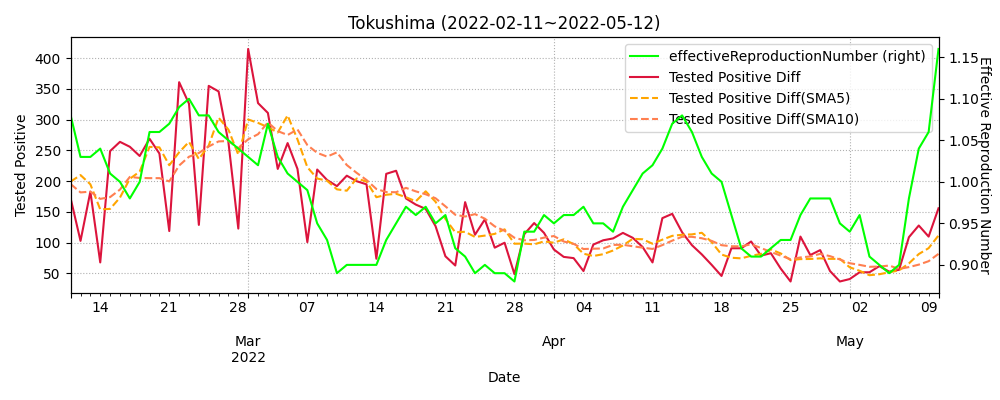 Tokushima (2022-02-11~2022-05-12)
effectiveReproductionNumber (right)
Tested Positive Diff
Tested Positive Diff(SMA5)
Tested Positive Diff(SMA10)
Tested Positive
400
350
300
250
200
150
100
50
1.15
1.10
1.05
1.00
0.95
0.90
Effective Reproduction Number
14 21 28 07 14 21 28 04 11 18 25 02 09
Mar Apr May
2022
Date